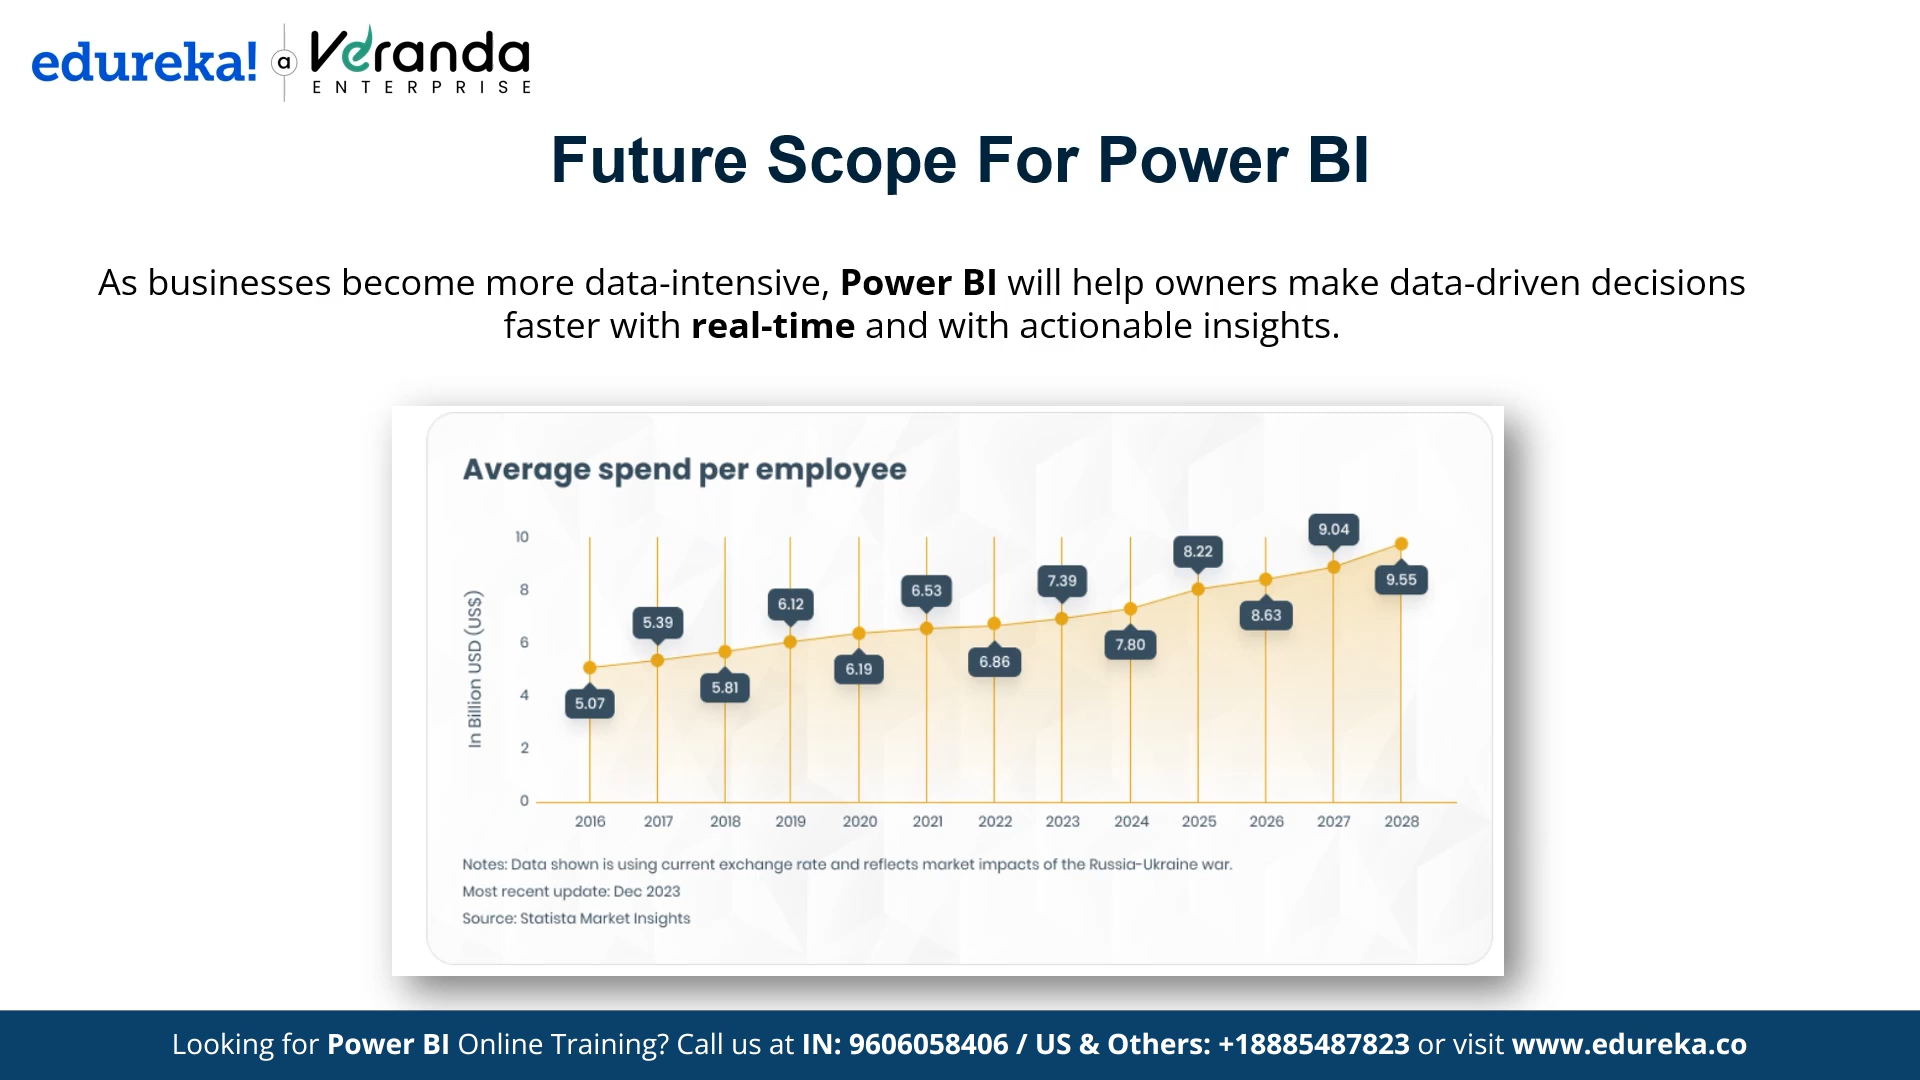 edureka! a Veranda
ENTERPRISE
Future Scope For Power BI
As businesses become more data-intensive, Power BI will help owners make data-driven decisions
faster with real-time and with actionable insights.
Average spend per employee
In Billion USD (US$)
10
8
6
4
2
0
5.07
5.39
5.81
6.12
6.19
6.53
6.86
7.39
7.80
8.22
8.63
9.04
9.55
2016 2017 2018 2019 2020 2021 2022 2023 2024 2025 2026 2027 2028
Notes: Data shown is using current exchange rate and reflects market impacts of the Russia-Ukraine war.
Most recent update: Dec 2023
Source: Statista Market Insights
Looking for Power BI Online Training? Call us at IN: 9606058406 / US & Others: +18885487823 or visit www.edureka.co